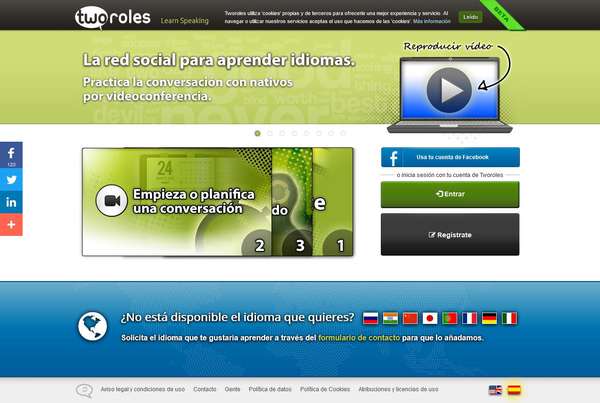 tworoles
Learn Speaking
Tworoles utiliza 'cookies' propias y de terceros para ofrecerte una mejor experiencia y servicio. Al
navegar o utilizar nuestros servicios aceptas el uso que hacemos de las 'cookies'. Más información
Leído
BETA
La red social para aprender idiomas.
Practica la conversación con nativos
por videoconferencia.
Reproducir vídeo
120
Usa tu cuenta de Facebook
o inicia sesión con tu cuenta de Tworoles
Entrar
Regístrate
24
Empieza o planifica
una conversación
do
e
2
3
1
¿No está disponible el idioma que quieres?
Solicita el idioma que te gustaría aprender a través del formulario de contacto para que lo añadamos.
Aviso legal y condiciones de uso
Contacto
Gente
Política de datos
Política de Cookies
Atribuciones y licencias de uso